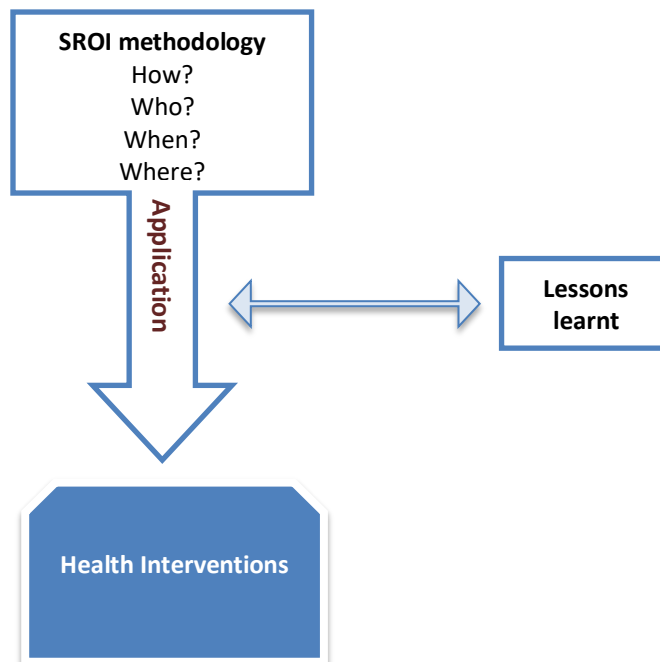 SROI methodology
How?
Who?
When?
Where?
Application
Lessons
learnt
Health Interventions